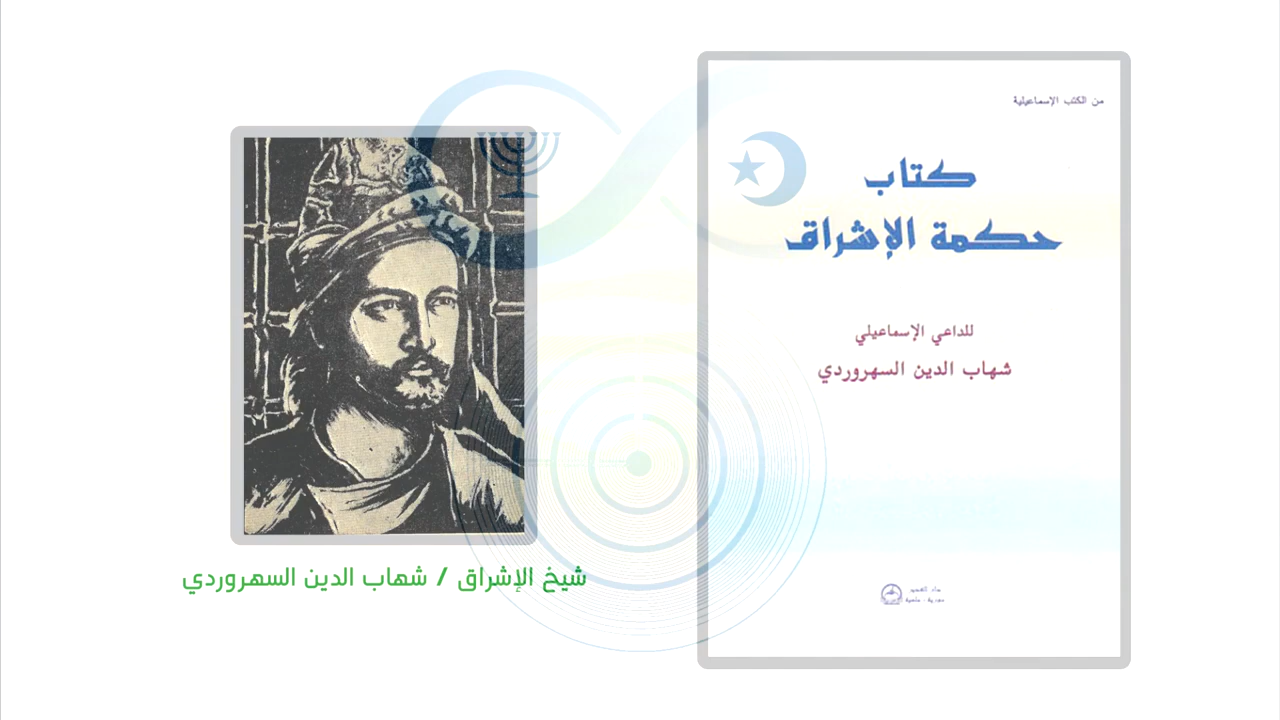 من الكتب الإسماعيلية
كتاب
حكمة الإشراق
للداعي الإسماعيلي
شهاب الدين السهروردي
شيخ الإشراق / شهاب الدين السهروردي